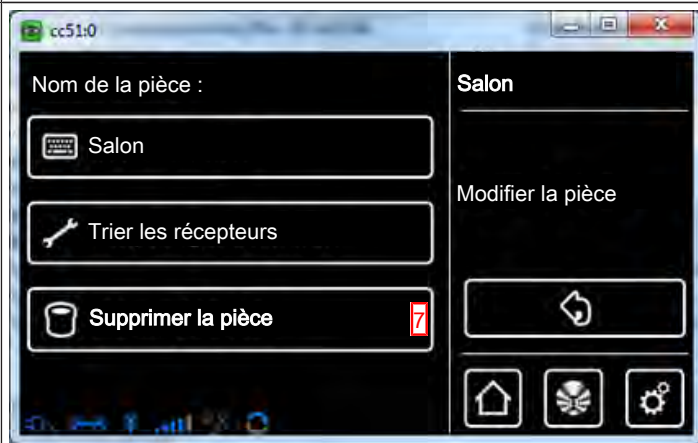 cc51:0
Nom de la pièce :
Salon
Trier les récepteurs
Supprimer la pièce 7
Salon
Modifier la pièce